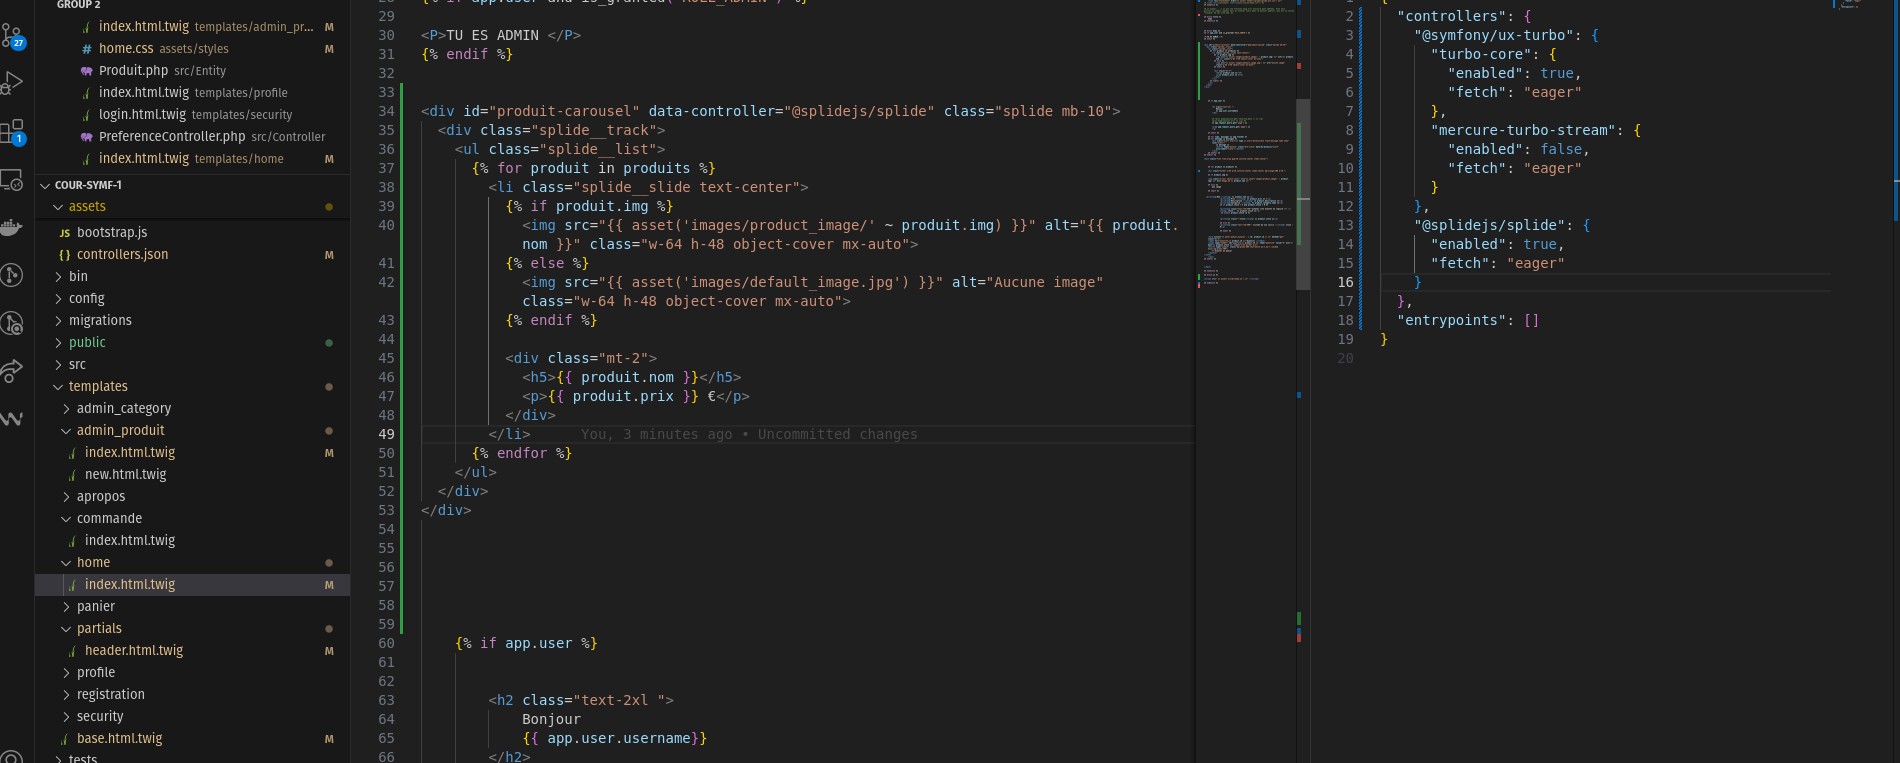 GROUP 2
index.html.twig templates/admin_pr... M
home.css assets/styles M
Produit.php src/Entity
index.html.twig templates/profile
login.html.twig templates/security
PreferenceController.php src/Controller
index.html.twig templates/home M
27
1
COUR-SYMF-1
assets
JS bootstrap.js
{ } controllers.json M
bin
config
migrations
public
src
templates
admin_category
admin_produit
index.html.twig M
new.html.twig
apropos
commande
index.html.twig
home
index.html.twig M
panier
partials
header.html.twig M
profile
registration
security
base.html.twig M
tests
29
30 <P>TU ES ADMIN </P>
31 {% endif %}
32
33
34 <div id="produit-carousel" data-controller="@splidejs/splide" class="splide mb-10">
35 <div class="splide__track">
36 <ul class="splide__list">
37 {% for produit in produits %}
38 <li class="splide__slide text-center">
39 {% if produit.img %}
40 <img src="{{ asset('images/product_image/' ~ produit.img) }}" alt="{{ produit.
nom }}" class="w-64 h-48 object-cover mx-auto">
41 {% else %}
42 <img src="{{ asset('images/default_image.jpg') }}" alt="Aucune image"
class="w-64 h-48 object-cover mx-auto">
43 {% endif %}
44
45 <div class="mt-2">
46 <h5>{{ produit.nom }}</h5>
47 <p>{{ produit.prix }} €</p>
48 </div>
49 </li> You, 3 minutes ago • Uncommitted changes
50 {% endfor %}
51 </ul>
52 </div>
53 </div>
54
55
56
57
58
59
60 {% if app.user %}
61
62
63 <h2 class="text-2xl ">
64 Bonjour
65 {{ app.user.username}}
66 </h2>
2 "controllers": {
3 "@symfony/ux-turbo": {
4 "turbo-core": {
5 "enabled": true,
6 "fetch": "eager"
7 },
8 "mercure-turbo-stream": {
9 "enabled": false,
10 "fetch": "eager"
11 }
12 },
13 "@splidejs/splide": {
14 "enabled": true,
15 "fetch": "eager"
16 }
17 },
18 "entrypoints": []
19 }
20